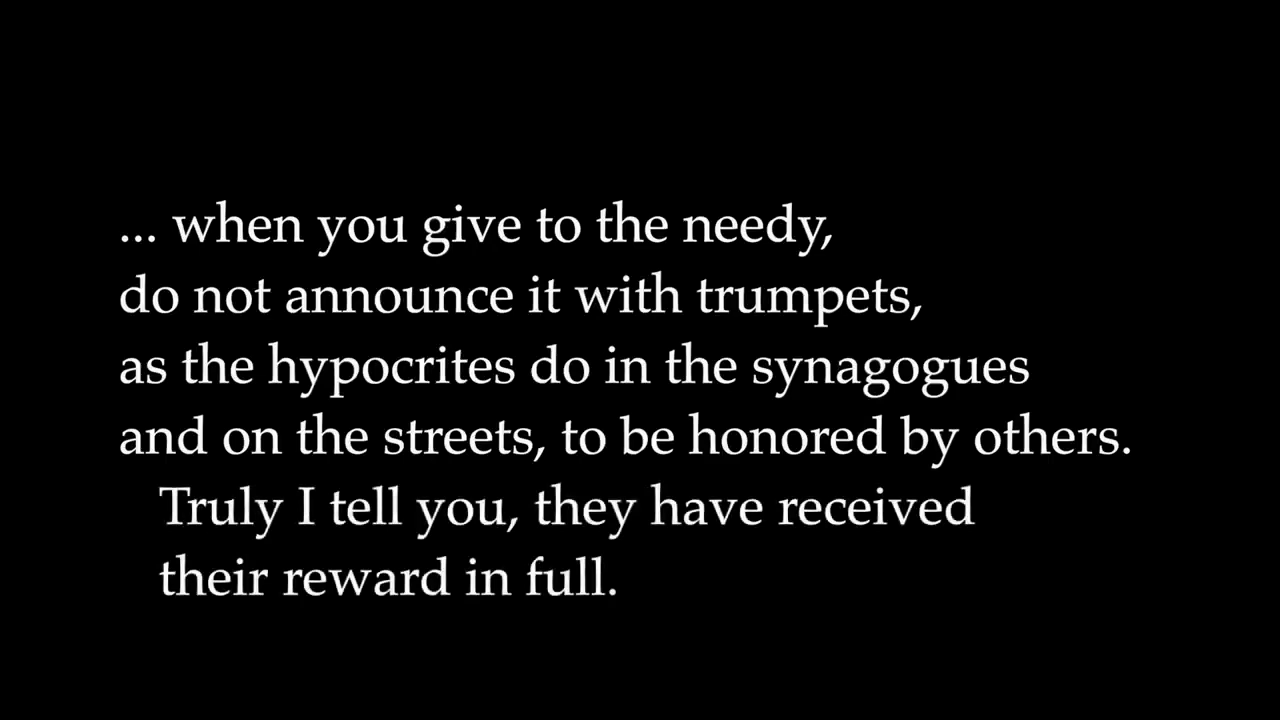 ... when you give to the needy,
do not announce it with trumpets,
as the hypocrites do in the synagogues
and on the streets, to be honored by others.
Truly I tell you, they have received
their reward in full.